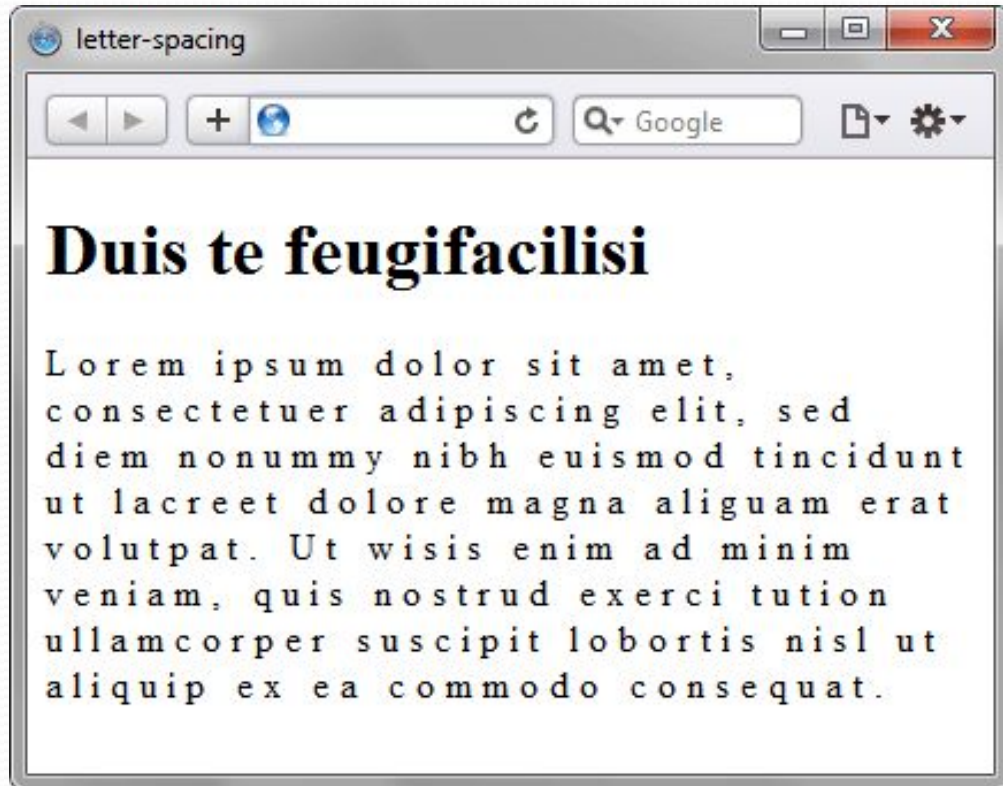 letter-spacing
Google
Duis te feugifacilisi
Lorem ipsum dolor sit amet,
consectetuer adipiscing elit, sed
diem nonummy nibh euismod tincidunt
ut lacreet dolore magna aliguam erat
volutpat. Ut wisis enim ad minim
veniam, quis nostrud exerci tution
ullamcorper suscipit lobortis nisl ut
aliquip ex ea commodo consequat.